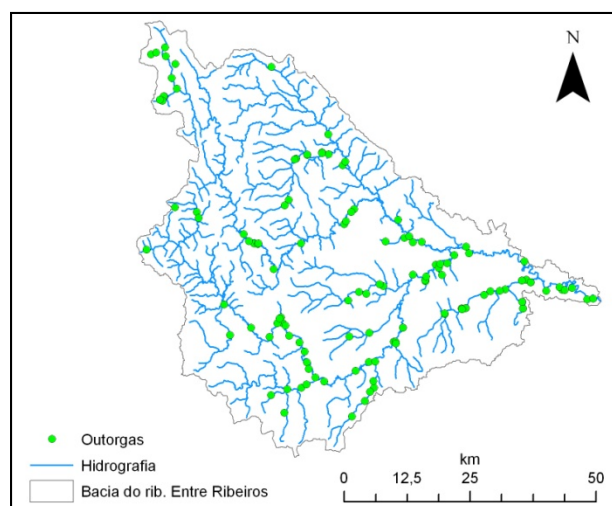 N
Outorgas
Hidrografia
Bacia do rib. Entre Ribeiros
km
0 12,5 25 50